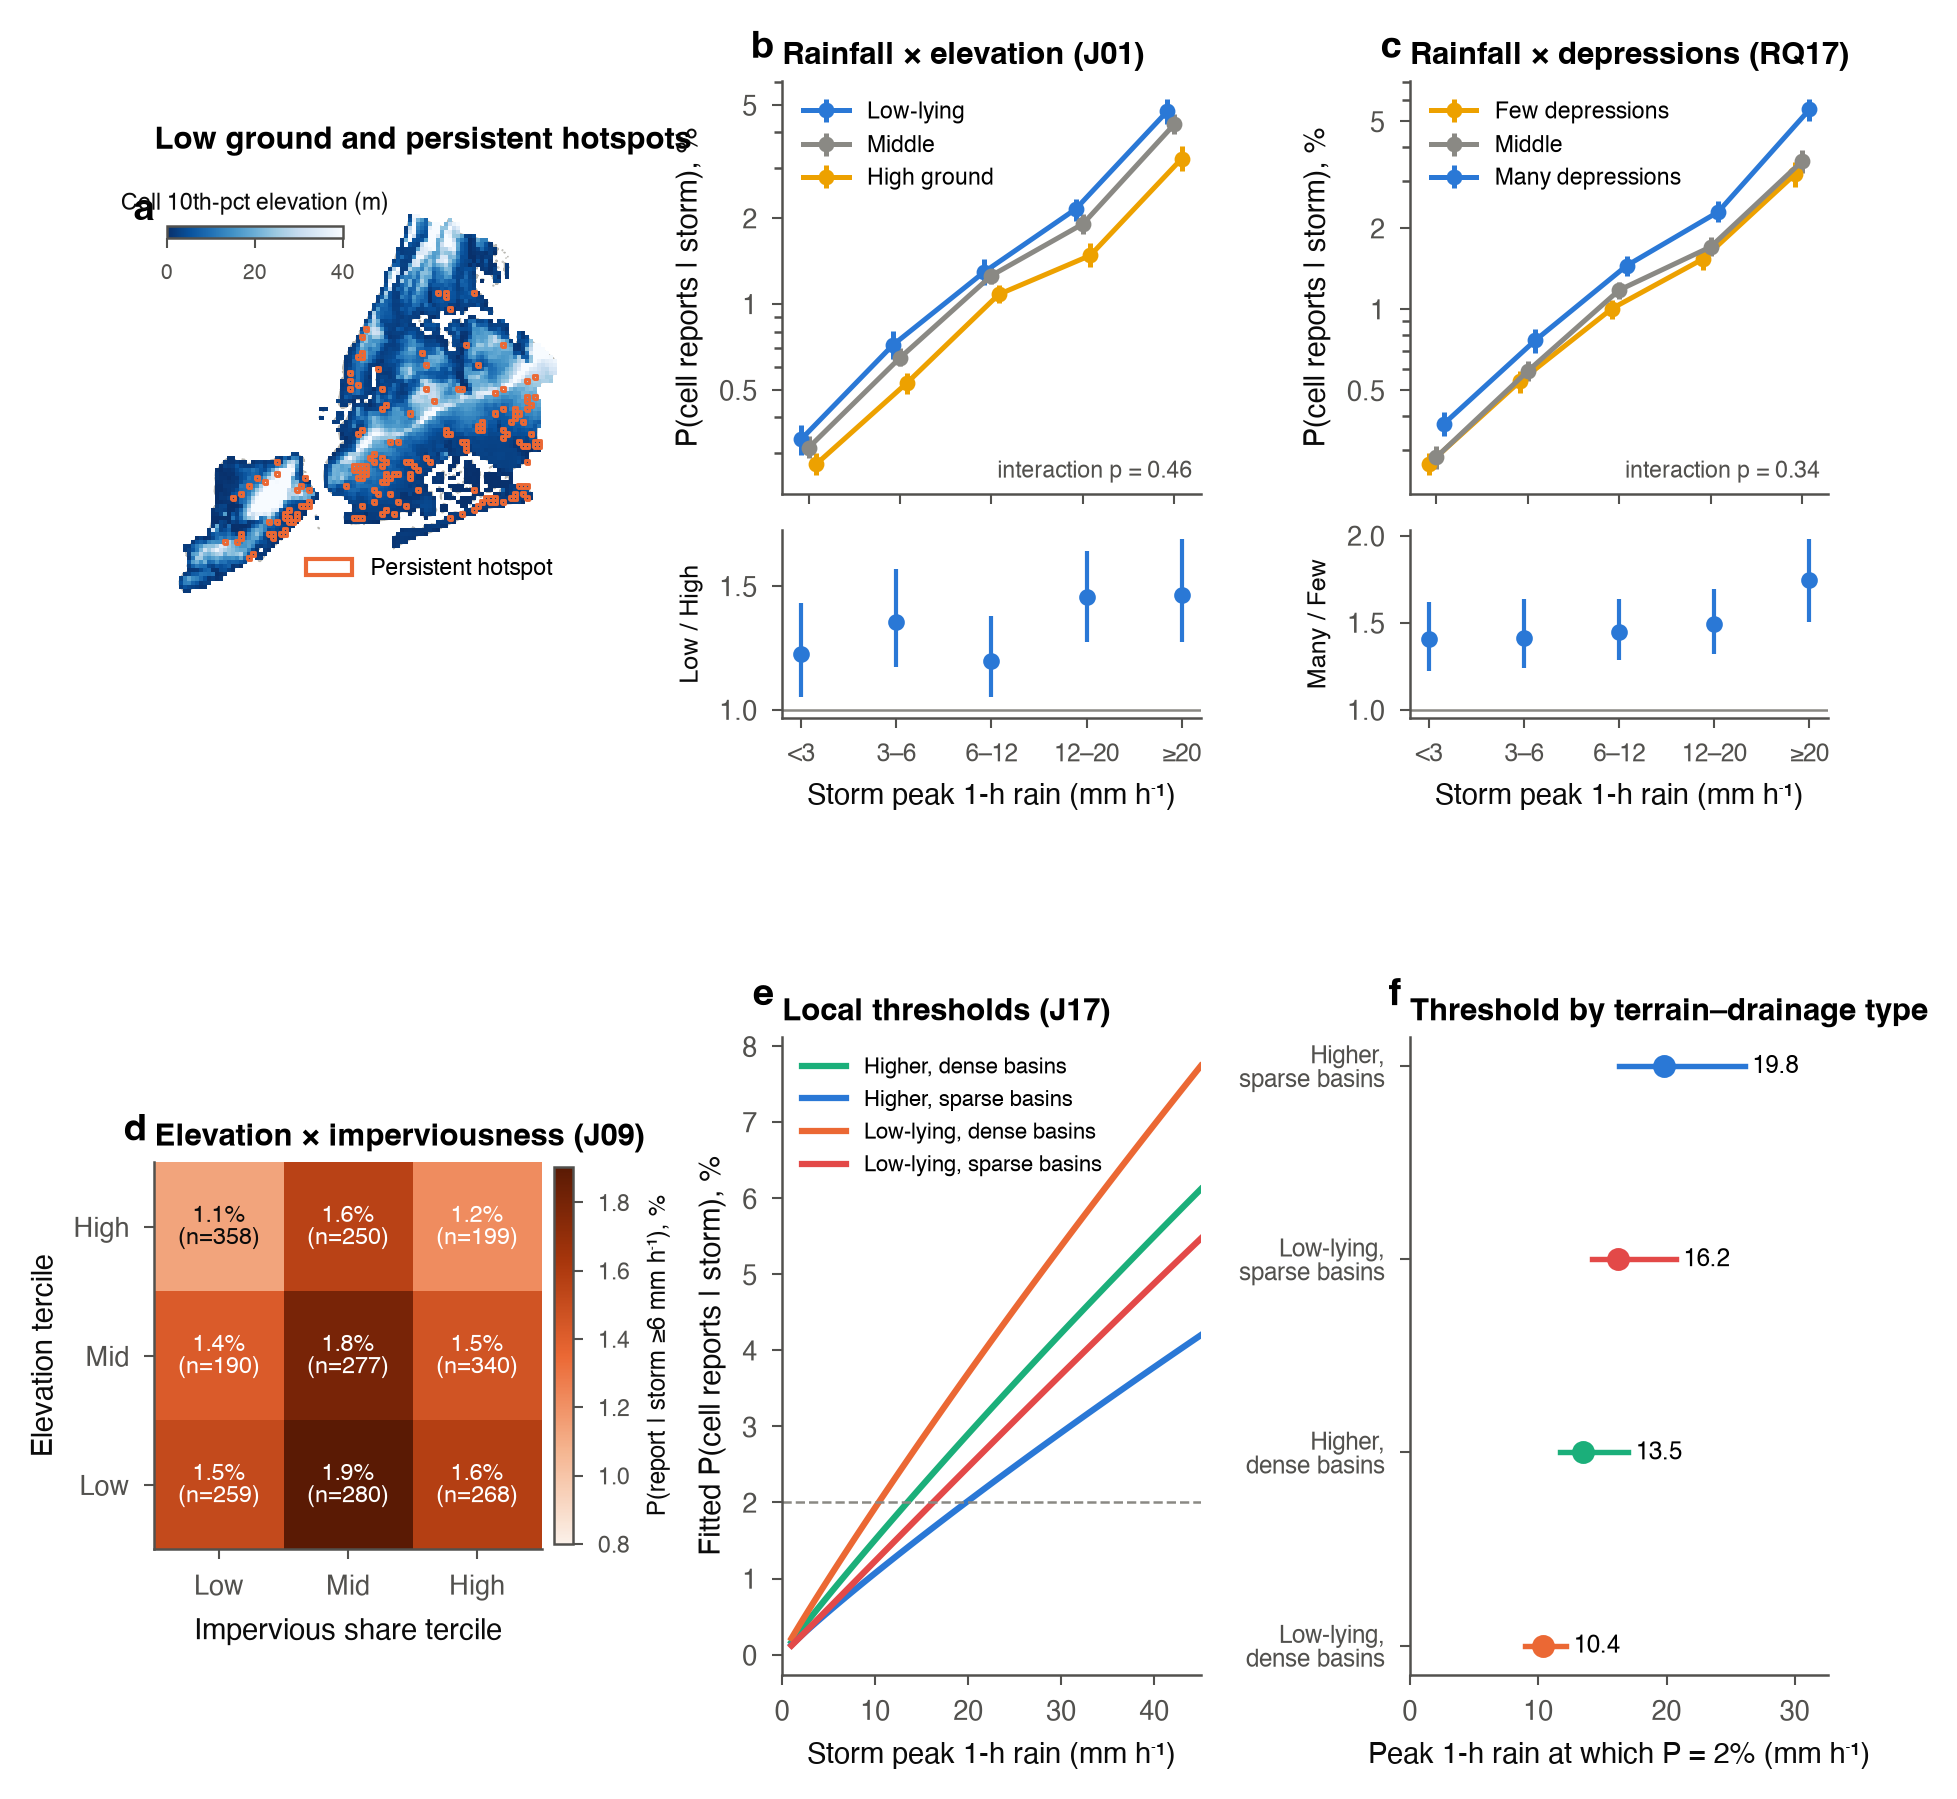 a
Low ground and persistent hotspots
Cell 10th-pct elevation (m)
0 20 40
Persistent hotspot
b
Rainfall × elevation (J01)
P(cell reports | storm), %
5
2
1
0.5
Low-lying
Middle
High ground
interaction p = 0.46
Low / High
1.5
1.0
<3 3–6 6–12 12–20 ≥20
Storm peak 1-h rain (mm h⁻¹)
c
Rainfall × depressions (RQ17)
P(cell reports | storm), %
5
2
1
0.5
Few depressions
Middle
Many depressions
interaction p = 0.34
Many / Few
2.0
1.5
1.0
<3 3–6 6–12 12–20 ≥20
Storm peak 1-h rain (mm h⁻¹)
d
Elevation × imperviousness (J09)
Elevation tercile
High
Mid
Low
1.1% 1.6% 1.2%
(n=358) (n=250) (n=199)
1.4% 1.8% 1.5%
(n=190) (n=277) (n=340)
1.5% 1.9% 1.6%
(n=259) (n=280) (n=268)
Low Mid High
Impervious share tercile
1.8
1.6
1.4
1.2
1.0
0.8
P(report | storm ≥6 mm h⁻¹), %
e
Local thresholds (J17)
Fitted P(cell reports | storm), %
8
7
6
5
4
3
2
1
0
Higher, dense basins
Higher, sparse basins
Low-lying, dense basins
Low-lying, sparse basins
0 10 20 30 40
Storm peak 1-h rain (mm h⁻¹)
f
Threshold by terrain–drainage type
Higher,
sparse basins
19.8
Low-lying,
sparse basins
16.2
Higher,
dense basins
13.5
Low-lying,
dense basins
10.4
0 10 20 30
Peak 1-h rain at which P = 2% (mm h⁻¹)